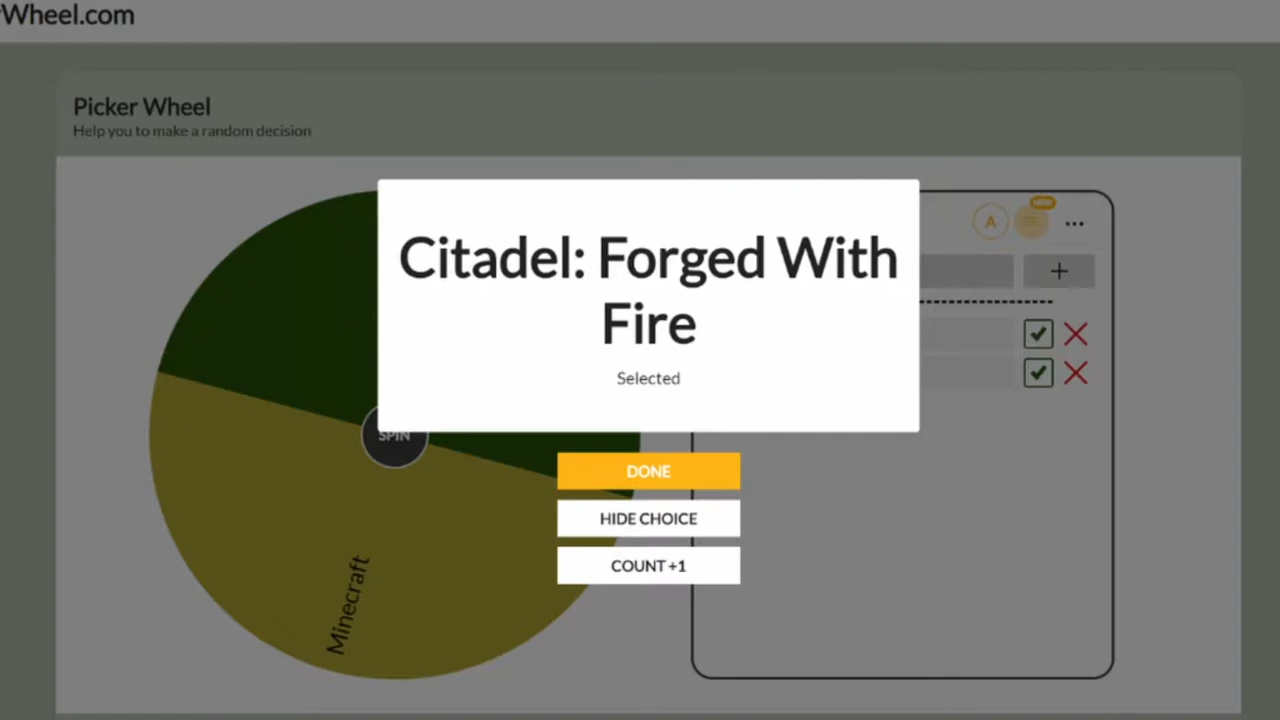 Wheel.com
Picker Wheel
Help you to make a random decision
NEW
A
Citadel: Forged With
Fire
Selected
SPIN
DONE
HIDE CHOICE
COUNT +1
Minecraft